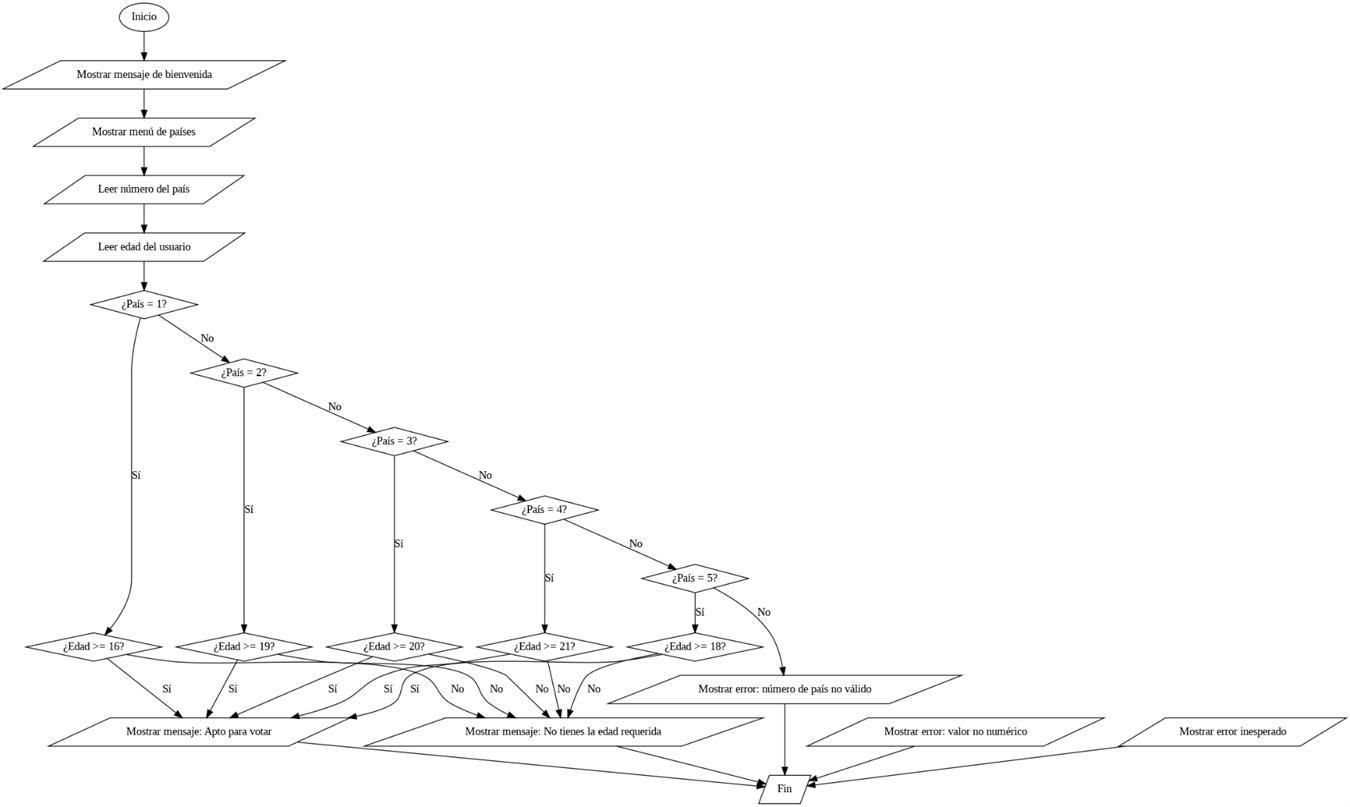 Inicio
Mostrar mensaje de bienvenida
Mostrar menú de países
Leer número del país
Leer edad del usuario
¿País = 1?
No
¿País = 2?
No
¿País = 3?
Sí
No
¿País = 4?
Sí
No
Sí
¿País = 5?
Sí
Sí
No
¿Edad >= 16?
¿Edad >= 19?
¿Edad >= 20?
¿Edad >= 21?
¿Edad >= 18?
Sí
Sí
Sí
Sí
Sí
No
No
No
No
No
Mostrar error: número de país no válido
Mostrar mensaje: Apto para votar
Mostrar mensaje: No tienes la edad requerida
Mostrar error: valor no numérico
Mostrar error inesperado
Fin